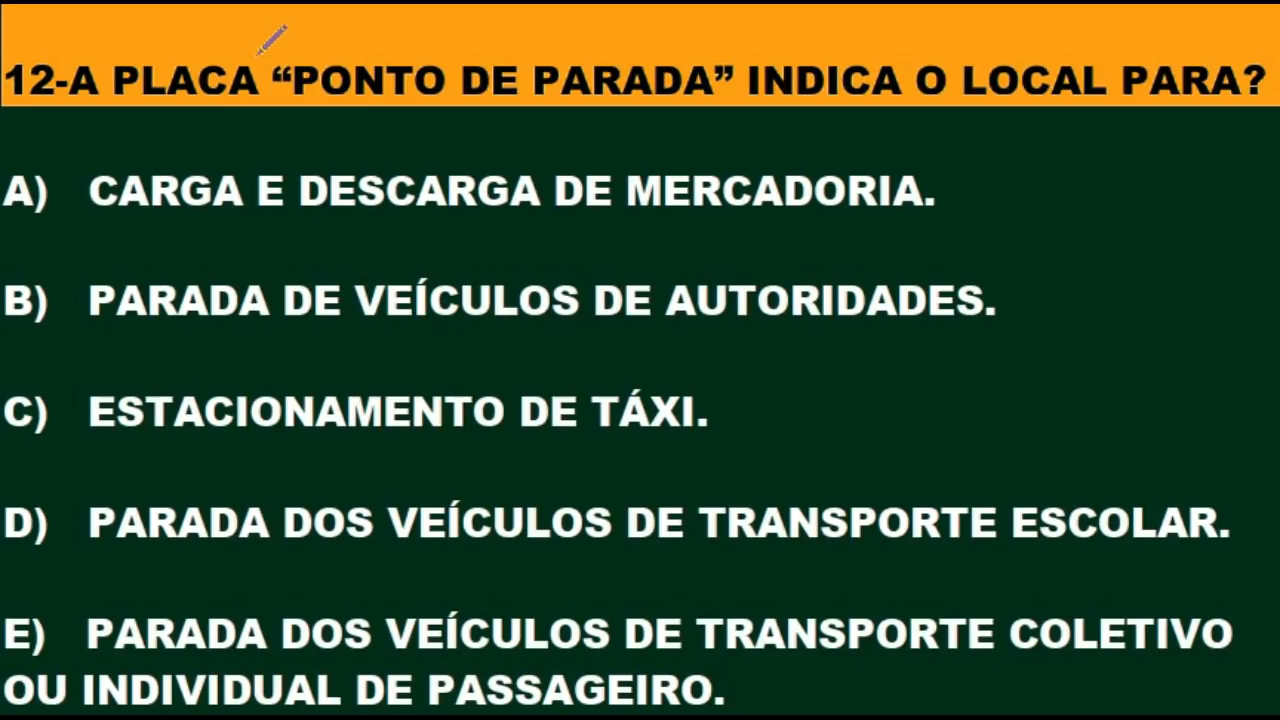 12-A PLACA “PONTO DE PARADA” INDICA O LOCAL PARA?
A) CARGA E DESCARGA DE MERCADORIA.
B) PARADA DE VEÍCULOS DE AUTORIDADES.
C) ESTACIONAMENTO DE TÁXI.
D) PARADA DOS VEÍCULOS DE TRANSPORTE ESCOLAR.
E) PARADA DOS VEÍCULOS DE TRANSPORTE COLETIVO
OU INDIVIDUAL DE PASSAGEIRO.